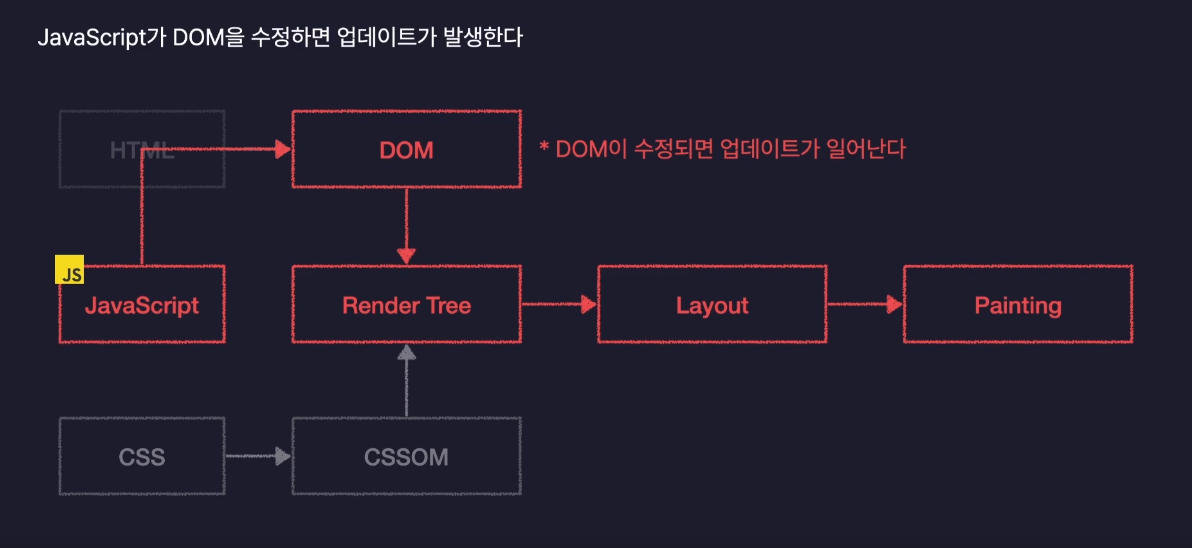 JavaScript가 DOM을 수정하면 업데이트가 발생한다
HTML
DOM
* DOM이 수정되면 업데이트가 일어난다
JS
JavaScript
Render Tree
Layout
Painting
CSS
CSSOM